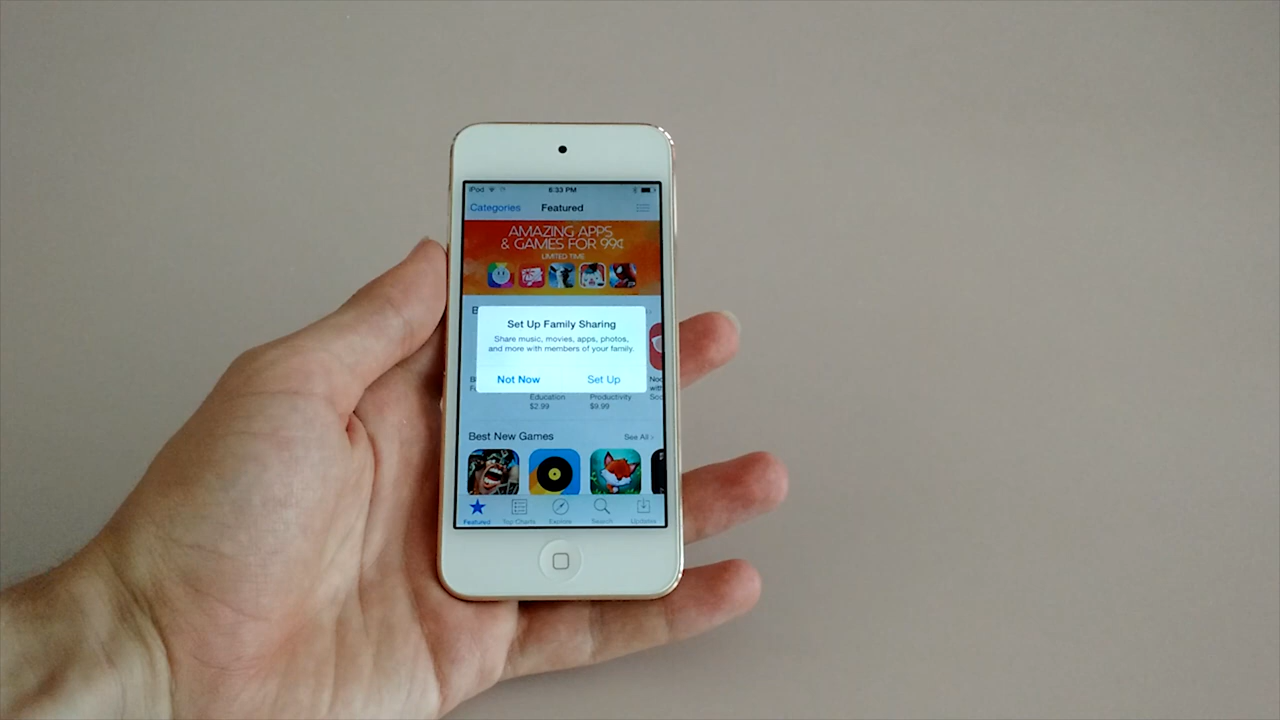 iPod 6:33 PM
Categories Featured
AMAZING APPS
& GAMES FOR 99¢
LIMITED TIME
Set Up Family Sharing
Share music, movies, apps, photos,
and more with members of your family.
Not Now Set Up
Education Productivity
$2.99 $9.99
Best New Games See All >
Featured Top Charts Explore Search Updates